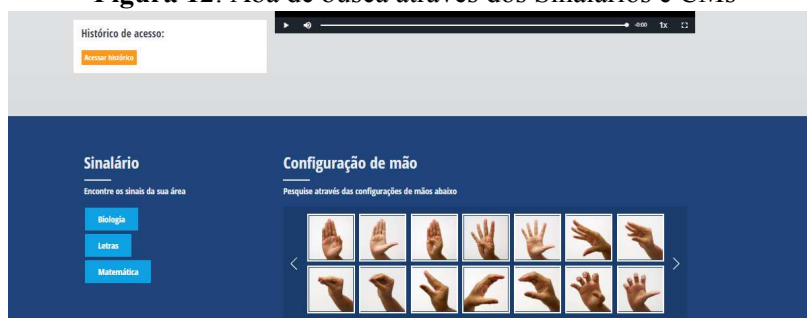 Figura 12: Aba de busca através dos Sinalários e CMs
Histórico de acesso:
Acessar histórico
-0:00 1x
Sinalário
Encontre os sinais da sua área
Biologia
Letras
Matemática
Configuração de mão
Pesquise através das configurações de mãos abaixo